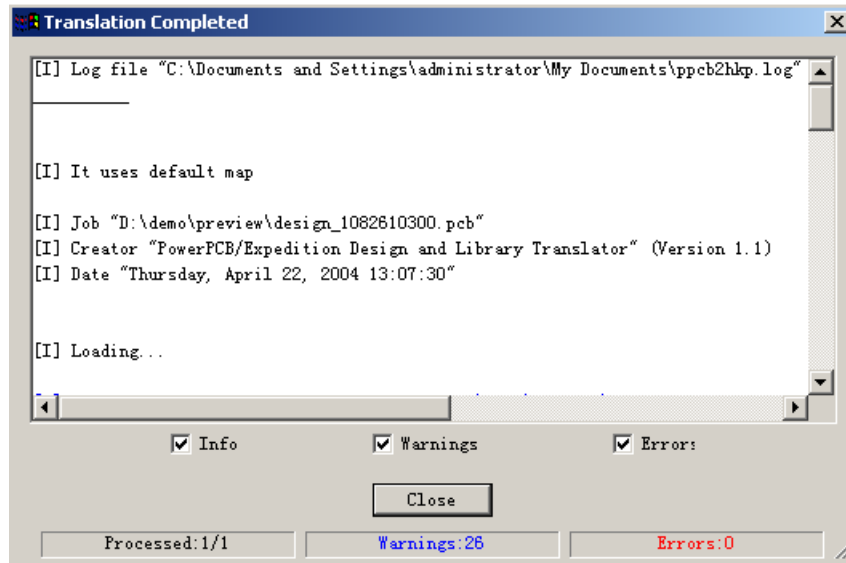 Translation Completed
[I] Log file "C:\Documents and Settings\administrator\My Documents\ppcb2hkp.log"
[I] It uses default map
[I] Job "D:\demo\preview\design_1082610300.pcb"
[I] Creator "PowerPCB/Expedition Design and Library Translator" (Version 1.1)
[I] Date "Thursday, April 22, 2004 13:07:30"
[I] Loading...
Info Warnings Errors
Close
Processed:1/1 Warnings:26 Errors:0